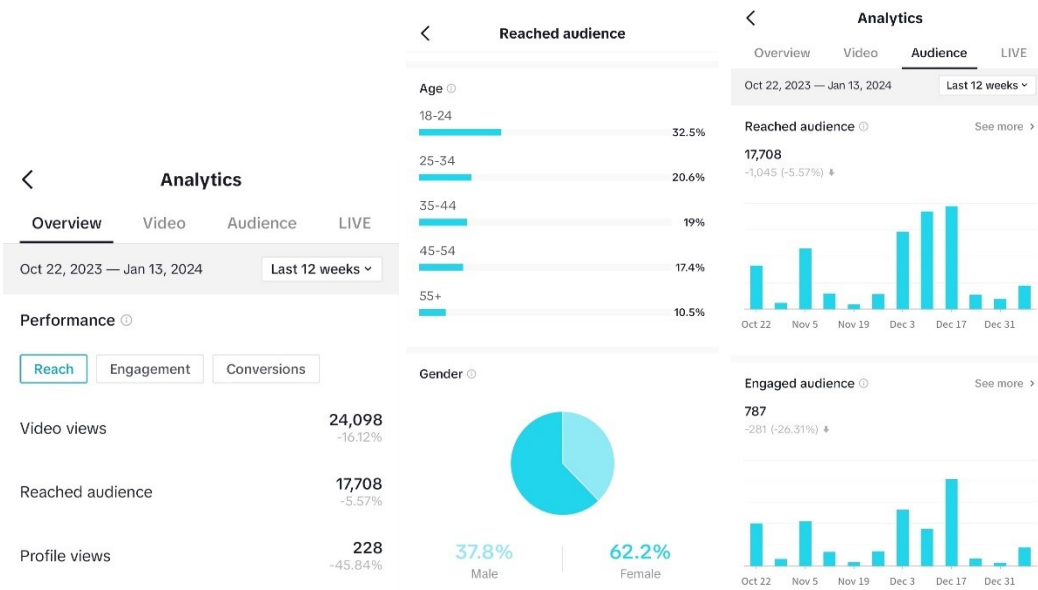 Analytics
Overview Video Audience LIVE
Oct 22, 2023 — Jan 13, 2024 Last 12 weeks
Performance
Reach Engagement Conversions
Video views 24,098
-16.12%
Reached audience 17,708
-5.57%
Profile views 228
-45.84%
Reached audience
Age
18-24
32.5%
25-34
20.6%
35-44
19%
45-54
17.4%
55+
10.5%
Gender
37.8% 62.2%
Male Female
Analytics
Overview Video Audience LIVE
Oct 22, 2023 — Jan 13, 2024 Last 12 weeks
Reached audience See more
17,708
-1,045 (-5.57%)
Oct 22 Nov 5 Nov 19 Dec 3 Dec 17 Dec 31
Engaged audience See more
787
-281 (-26.31%)
Oct 22 Nov 5 Nov 19 Dec 3 Dec 17 Dec 31